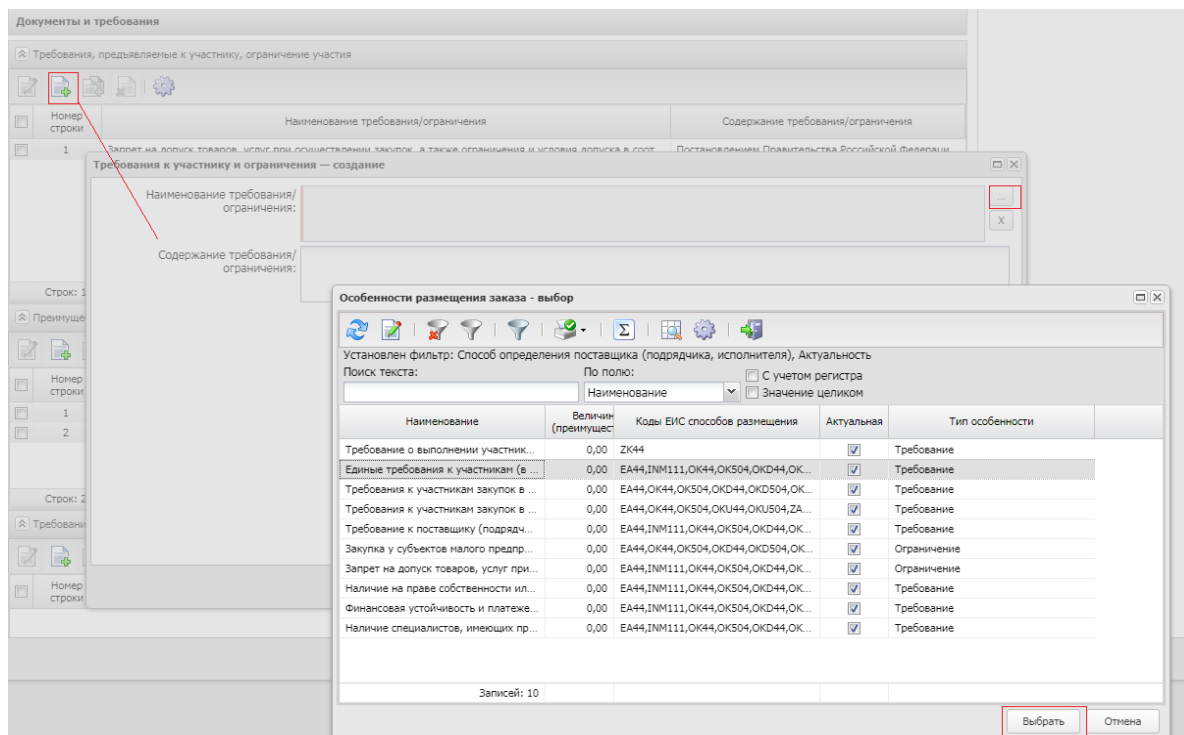 Документы и требования
Требования, предъявляемые к участнику, ограничение участия
Номер строки Наименование требования/ограничения Содержание требования/ограничения
1 Запрет на допуск товаров, услуг при осуществлении закупок, а также ограничения и условия допуска в соот Постановлением Правительства Российской Федераци
Требования к участнику и ограничения — создание
Наименование требования/
ограничения:
...
X
Содержание требования/
ограничения:
Строк: 1
Преимуще
Номер
строки
1
2
Строк: 2
Требовани
Номер
строки
Особенности размещения заказа - выбор
Установлен фильтр: Способ определения поставщика (подрядчика, исполнителя), Актуальность
Поиск текста: По полю: С учетом регистра
Наименование Значение целиком
Наименование Величин (преимущест Коды ЕИС способов размещения Актуальная Тип особенности
Требование о выполнении участник... 0,00 ZK44 Требование
Единые требования к участникам (в ... 0,00 EA44,INM111,OK44,OK504,OKD44,OK... Требование
Требования к участникам закупок в ... 0,00 EA44,OK44,OK504,OKD44,OKD504,OK... Требование
Требования к участникам закупок в ... 0,00 EA44,OK44,OK504,OKU44,OKU504,ZA... Требование
Требование к поставщику (подрядч... 0,00 EA44,INM111,OK44,OK504,OKD44,OK... Требование
Закупка у субъектов малого предпр... 0,00 EA44,OK44,OK504,OKD44,OKD504,OK... Ограничение
Запрет на допуск товаров, услуг при... 0,00 EA44,INM111,OK44,OK504,OKD44,OK... Ограничение
Наличие на праве собственности ил... 0,00 EA44,INM111,OK44,OK504,OKD44,OK... Требование
Финансовая устойчивость и платеже... 0,00 EA44,INM111,OK44,OK504,OKD44,OK... Требование
Наличие специалистов, имеющих пр... 0,00 EA44,INM111,OK44,OK504,OKD44,OK... Требование
Записей: 10
Выбрать Отмена